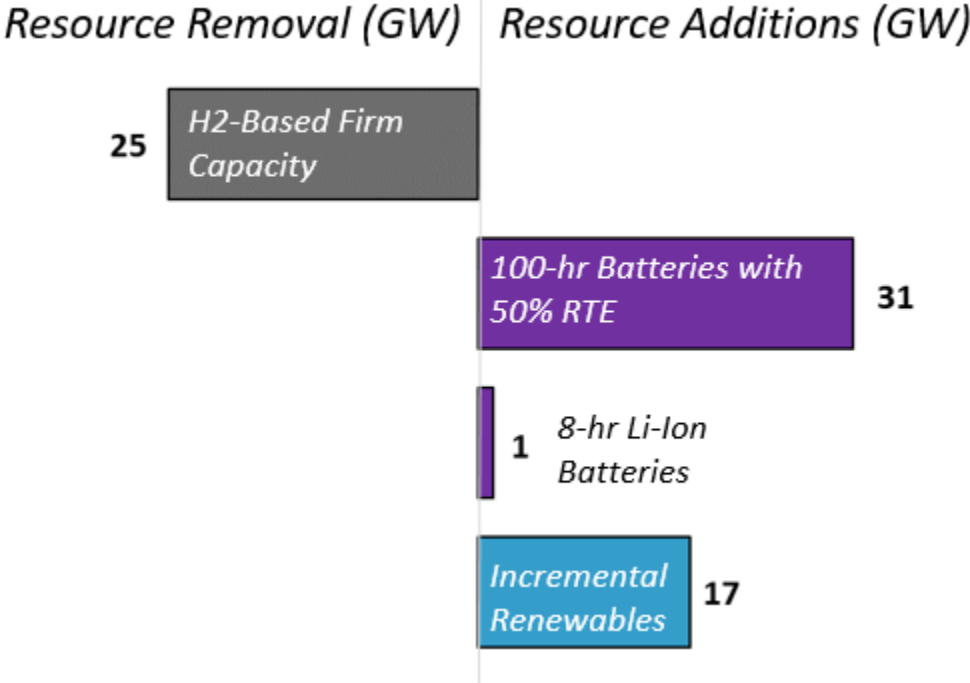 Resource Removal (GW)
Resource Additions (GW)
25
H2-Based Firm
Capacity
100-hr Batteries with
50% RTE
31
1
8-hr Li-Ion
Batteries
Incremental
Renewables
17